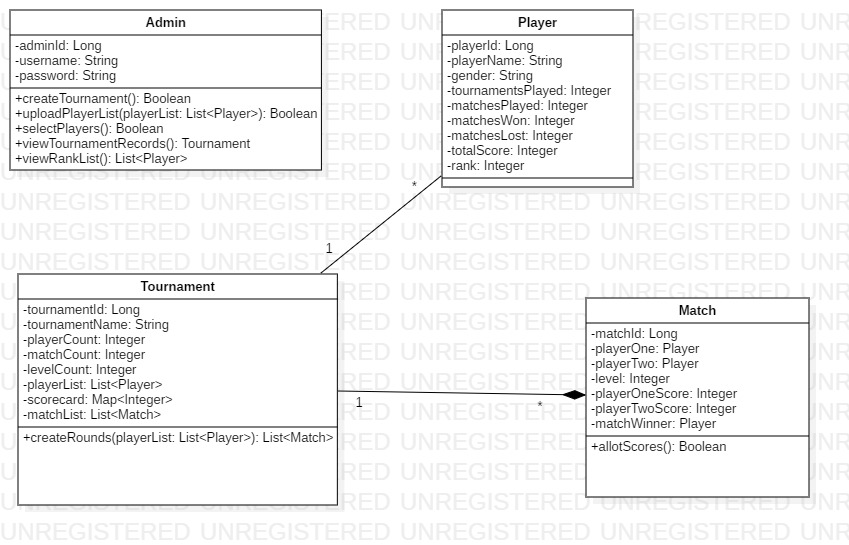 Admin
-adminId: Long
-username: String
-password: String
+createTournament(): Boolean
+uploadPlayerList(playerList: List<Player>): Boolean
+selectPlayers(): Boolean
+viewTournamentRecords(): Tournament
+viewRankList(): List<Player>
Player
-playerId: Long
-playerName: String
-gender: String
-tournamentsPlayed: Integer
-matchesPlayed: Integer
-matchesWon: Integer
-matchesLost: Integer
-totalScore: Integer
-rank: Integer
*
1
Tournament
-tournamentId: Long
-tournamentName: String
-playerCount: Integer
-matchCount: Integer
-levelCount: Integer
-playerList: List<Player>
-scorecard: Map<Integer>
-matchList: List<Match>
+createRounds(playerList: List<Player>): List<Match>
1
*
Match
-matchId: Long
-playerOne: Player
-playerTwo: Player
-level: Integer
-playerOneScore: Integer
-playerTwoScore: Integer
-matchWinner: Player
+allotScores(): Boolean
UNREGISTERED UNREGISTERED UNREGISTERED UNREGISTERED